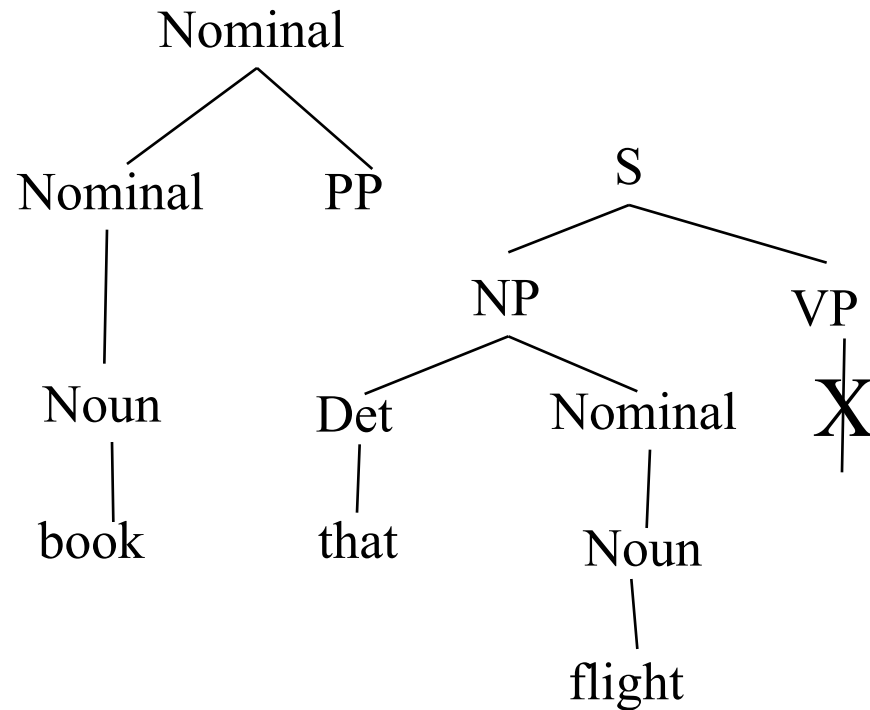 Nominal
S
Nominal PP
NP VP
Noun Det Nominal X
book that Noun
flight